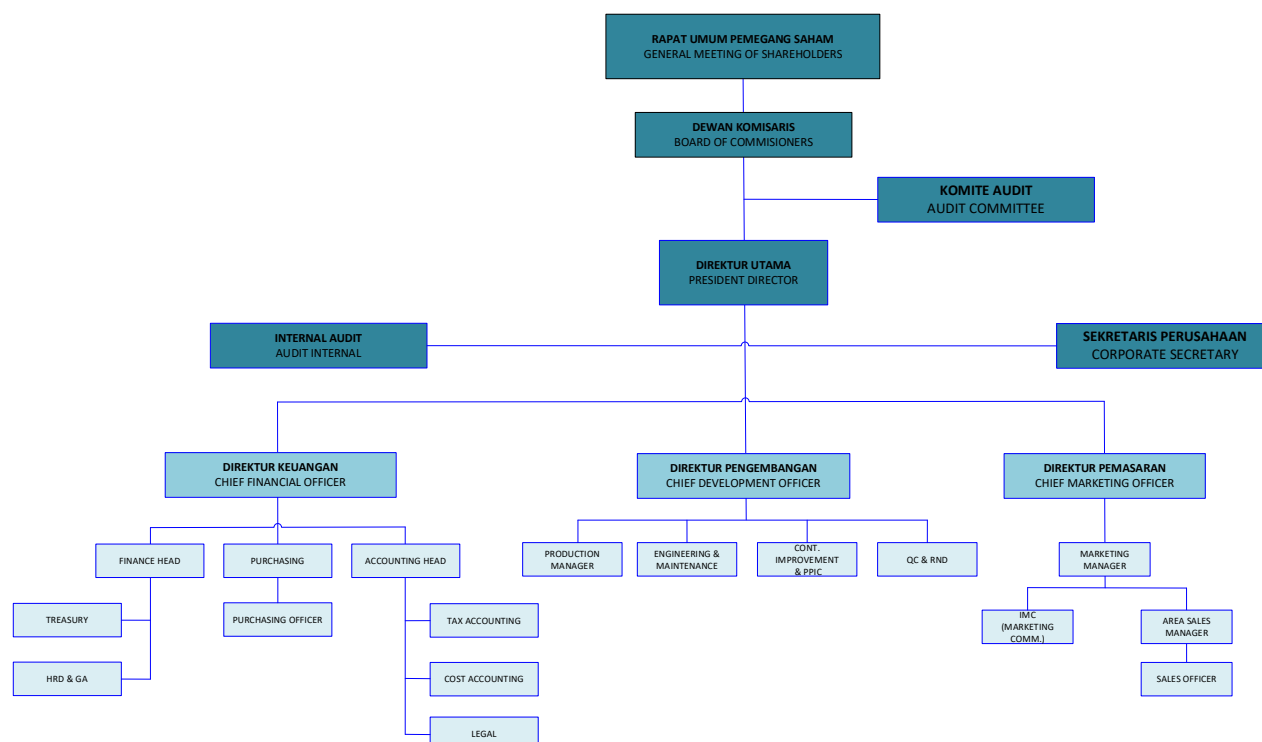 RAPAT UMUM PEMEGANG SAHAM
GENERAL MEETING OF SHAREHOLDERS
DEWAN KOMISARIS
BOARD OF COMMISIONERS
KOMITE AUDIT
AUDIT COMMITTEE
DIREKTUR UTAMA
PRESIDENT DIRECTOR
INTERNAL AUDIT
AUDIT INTERNAL
SEKRETARIS PERUSAHAAN
CORPORATE SECRETARY
DIREKTUR KEUANGAN
CHIEF FINANCIAL OFFICER
DIREKTUR PENGEMBANGAN
CHIEF DEVELOPMENT OFFICER
DIREKTUR PEMASARAN
CHIEF MARKETING OFFICER
FINANCE HEAD
PURCHASING
ACCOUNTING HEAD
PRODUCTION
MANAGER
ENGINEERING &
MAINTENANCE
CONT.
IMPROVEMENT
& PPIC
QC & RND
MARKETING
MANAGER
TREASURY
PURCHASING OFFICER
TAX ACCOUNTING
IMC
(MARKETING
COMM.)
AREA SALES
MANAGER
HRD & GA
COST ACCOUNTING
SALES OFFICER
LEGAL